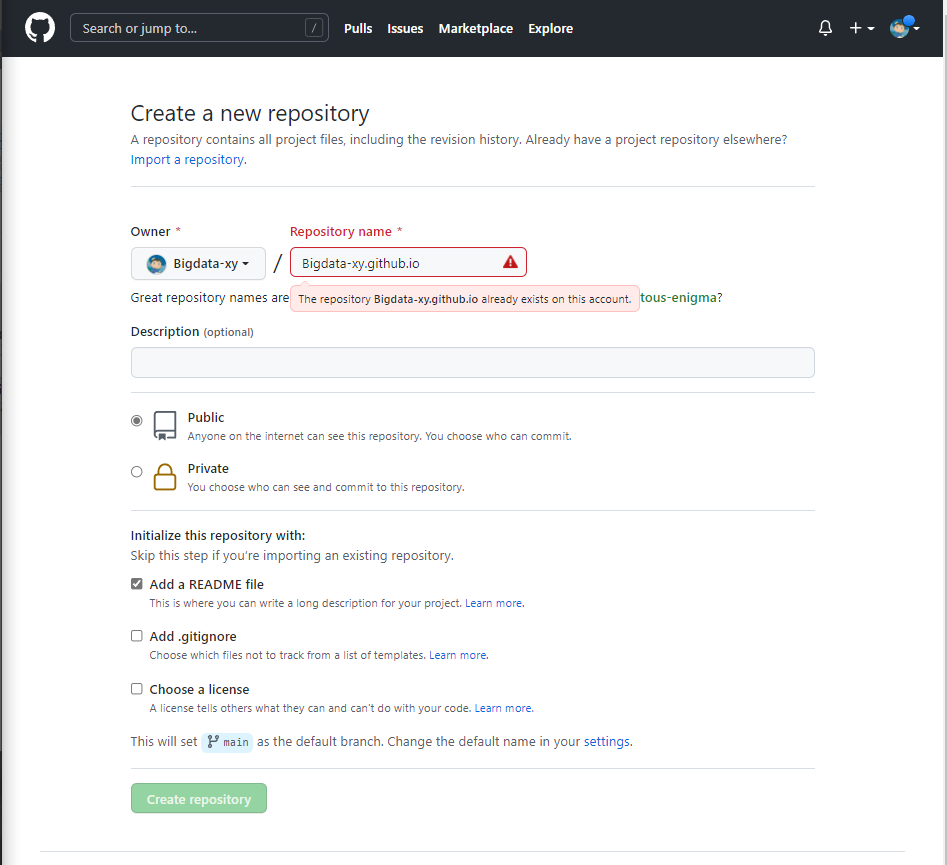 Search or jump to... / Pulls Issues Marketplace Explore
Create a new repository
A repository contains all project files, including the revision history. Already have a project repository elsewhere?
Import a repository.
Owner * Repository name *
Bigdata-xy / Bigdata-xy.github.io
Great repository names are tous-enigma?
The repository Bigdata-xy.github.io already exists on this account.
Description (optional)
Public
Anyone on the internet can see this repository. You choose who can commit.
Private
You choose who can see and commit to this repository.
Initialize this repository with:
Skip this step if you're importing an existing repository.
Add a README file
This is where you can write a long description for your project. Learn more.
Add .gitignore
Choose which files not to track from a list of templates. Learn more.
Choose a license
A license tells others what they can and can't do with your code. Learn more.
This will set main as the default branch. Change the default name in your settings.
Create repository